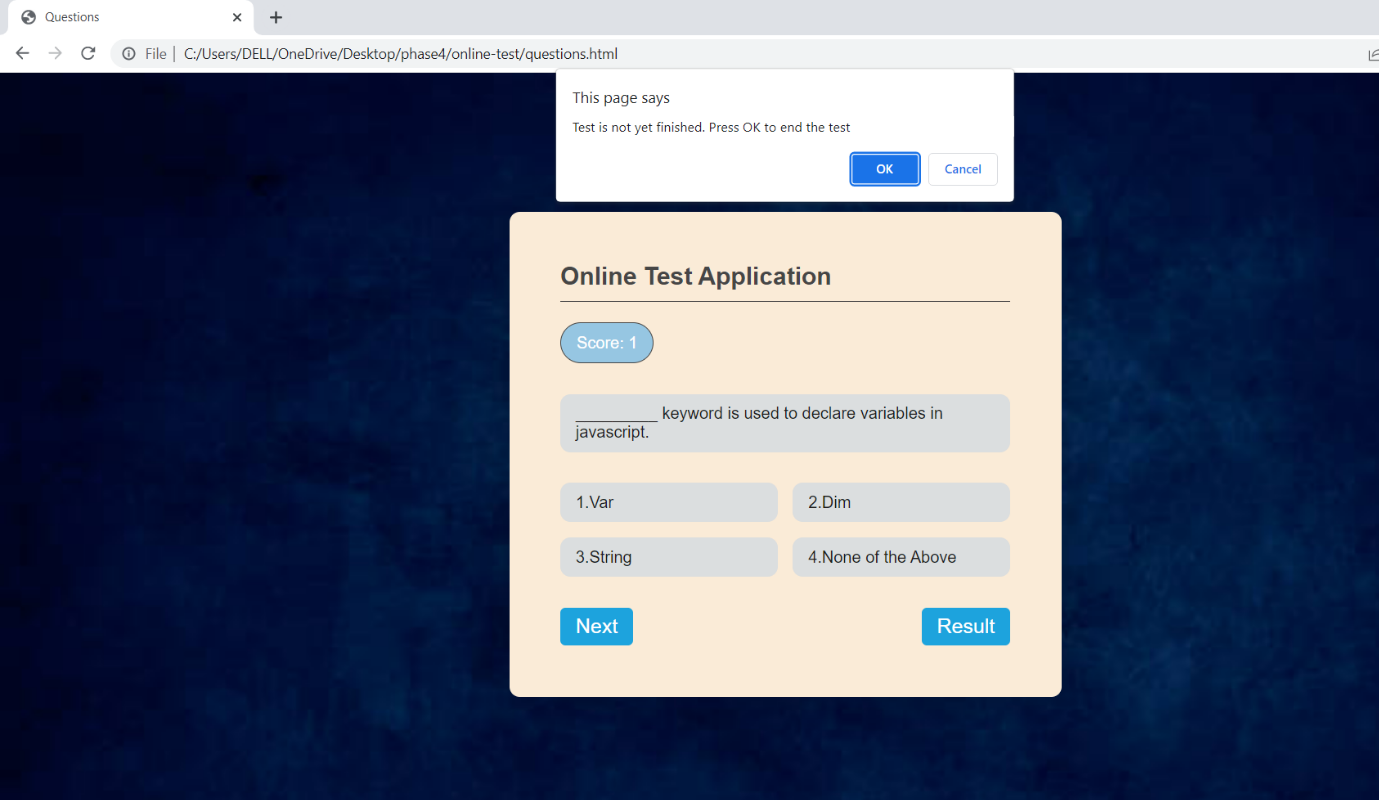 Questions
File | C:/Users/DELL/OneDrive/Desktop/phase4/online-test/questions.html
This page says
Test is not yet finished. Press OK to end the test
OK Cancel
Online Test Application
Score: 1
_________ keyword is used to declare variables in
javascript.
1.Var 2.Dim
3.String 4.None of the Above
Next Result